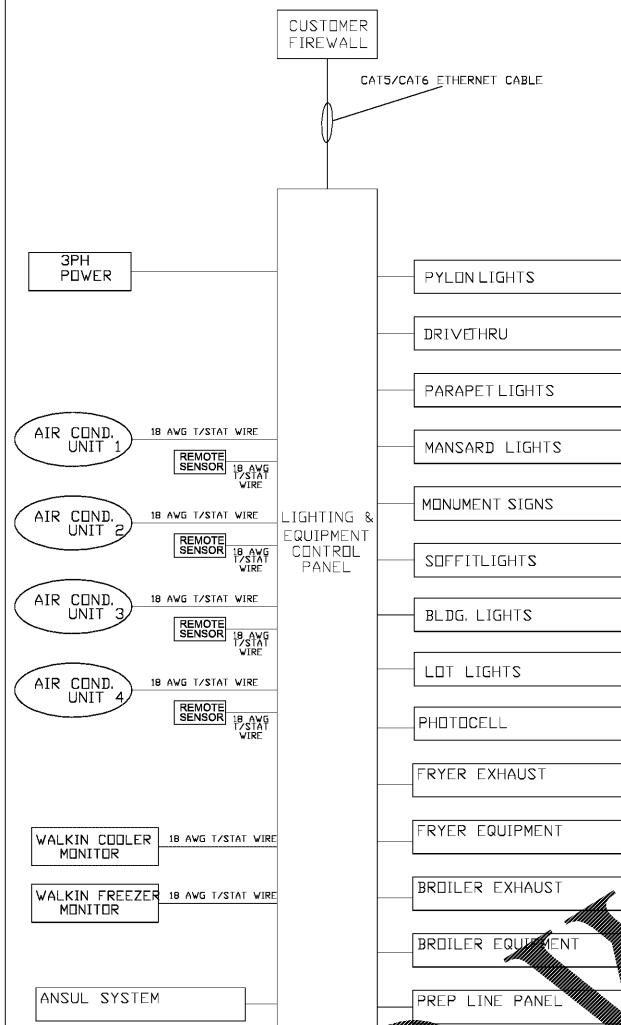 CUSTOMER
FIREWALL
CAT5/CAT6 ETHERNET CABLE
3PH
POWER
AIR COND.
UNIT 1
18 AWG T/STAT WIRE
REMOTE
SENSOR
18 AWG
T/STAT
WIRE
AIR COND.
UNIT 2
18 AWG T/STAT WIRE
REMOTE
SENSOR
18 AWG
T/STAT
WIRE
AIR COND.
UNIT 3
18 AWG T/STAT WIRE
REMOTE
SENSOR
18 AWG
T/STAT
WIRE
AIR COND.
UNIT 4
18 AWG T/STAT WIRE
REMOTE
SENSOR
18 AWG
T/STAT
WIRE
WALKIN COOLER
MONITOR
18 AWG T/STAT WIRE
WALKIN FREEZER
MONITOR
18 AWG T/STAT WIRE
ANSUL SYSTEM
LIGHTING &
EQUIPMENT
CONTROL
PANEL
PYLON LIGHTS
DRIVETHRU
PARAPET LIGHTS
MANSARD LIGHTS
MONUMENT SIGNS
SOFFITLIGHTS
BLDG. LIGHTS
LOT LIGHTS
PHOTOCELL
FRYER EXHAUST
FRYER EQUIPMENT
BROILER EXHAUST
BROILER EQUIPMENT
PREP LINE PANEL